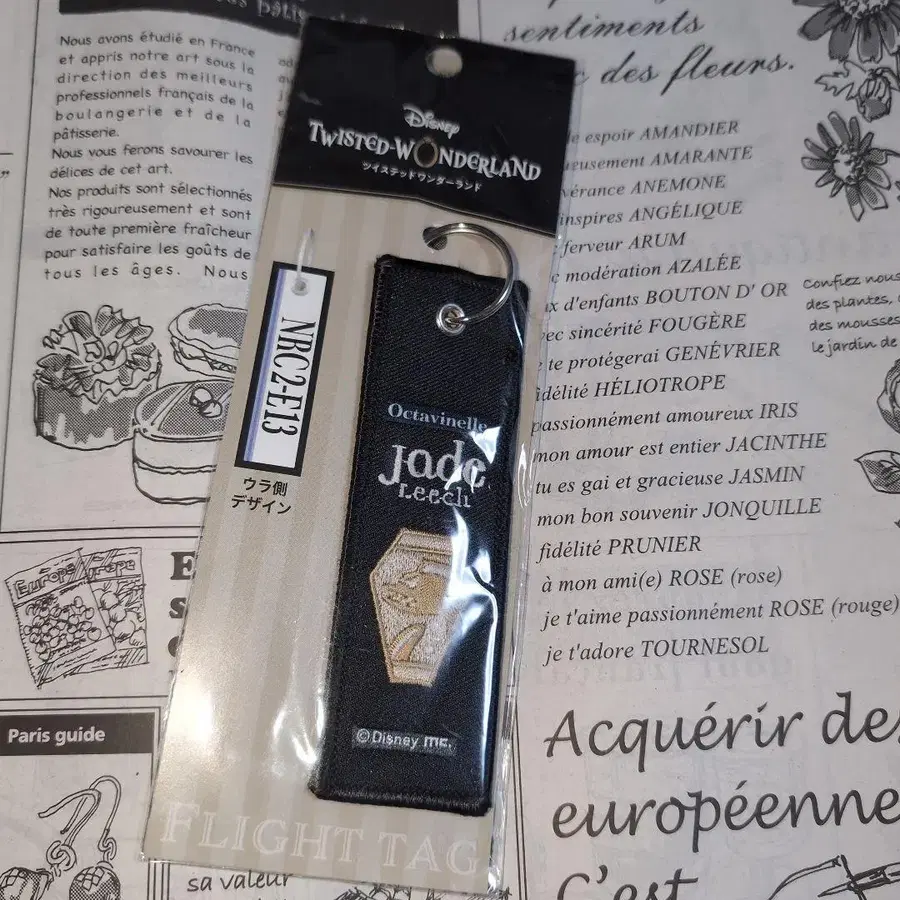 Nous avons étudié en France
et appris notre art sous la
direction des meilleurs
professionnels français de la
boulangerie et de la
pâtisserie.
Nous vous ferons savourer les
délices de cet art.
Nos produits sont sélectionnés
très rigoureusement et sont
de toute première fraîcheur
pour satisfaire les goûts de
tous les âges. Nous
Europe
Paris guide
sa valeur
Disney
TWISTED-WONDERLAND
ツイステッドワンダーランド
NRC2-E13
ウラ側
デザイン
Octavinelle
Jade
Leech
©Disney
FLIGHT TAG
sentiments
des fleurs.
espoir AMANDIER
AMARANTE
ANEMONE
inspires ANGÉLIQUE
ferveur ARUM
modération AZALÉE
d'enfants BOUTON D' OR
sincérité FOUGÈRE
te protégerai GENÉVRIER
HÉLIOTROPE
passionnément amoureux IRIS
mon amour est entier JACINTHE
tu es gai et gracieuse JASMIN
mon bon souvenir JONQUILLE
fidélité PRUNIER
à mon ami(e) ROSE (rose)
je t'aime passionnément ROSE (rouge)
je t'adore TOURNESOL
Confiez nous
des plantes,
des mousses
le jardin de
Acquérir
européenne
C'est